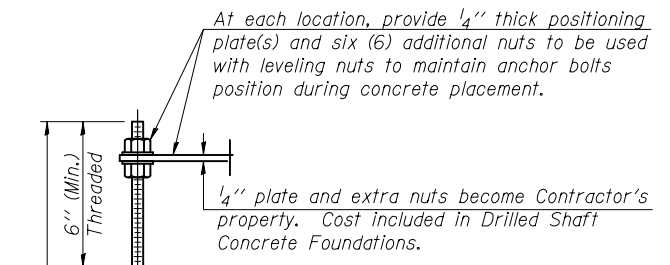 At each location, provide 1/4'' thick positioning
plate(s) and six (6) additional nuts to be used
with leveling nuts to maintain anchor bolts
position during concrete placement.
6'' (Min.)
Threaded
1/4'' plate and extra nuts become Contractor's
property. Cost included in Drilled Shaft
Concrete Foundations.